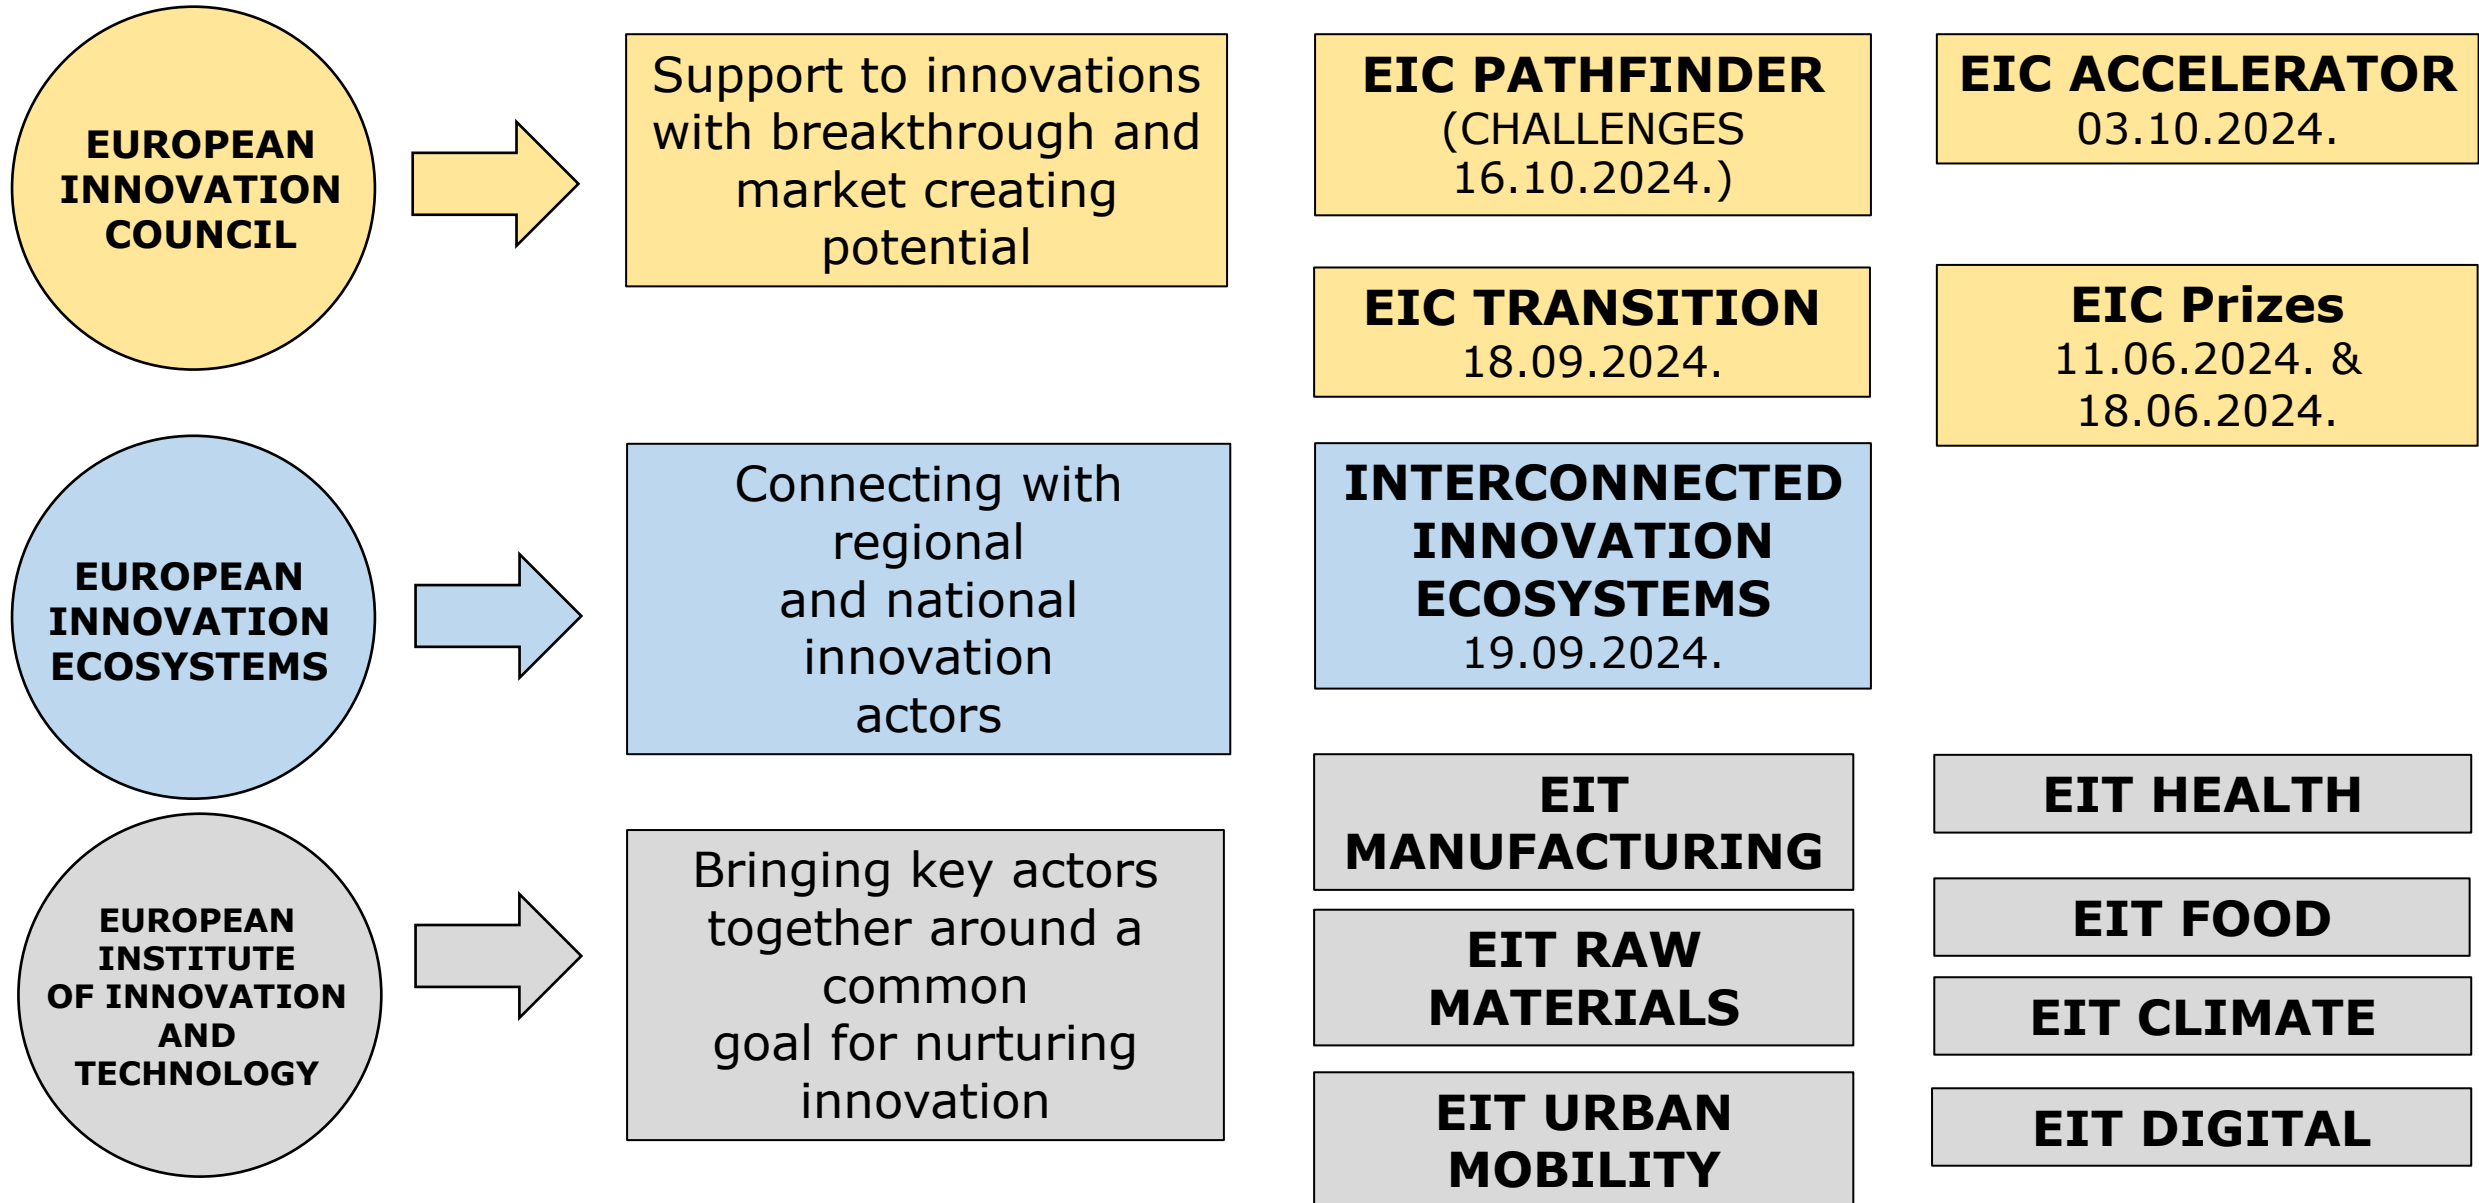 EUROPEAN
INNOVATION
COUNCIL
Support to innovations
with breakthrough and
market creating
potential
EIC PATHFINDER
(CHALLENGES
16.10.2024.)
EIC ACCELERATOR
03.10.2024.
EIC TRANSITION
18.09.2024.
EIC Prizes
11.06.2024. &
18.06.2024.
EUROPEAN
INNOVATION
ECOSYSTEMS
Connecting with
regional
and national
innovation
actors
INTERCONNECTED
INNOVATION
ECOSYSTEMS
19.09.2024.
EUROPEAN
INSTITUTE
OF INNOVATION
AND
TECHNOLOGY
Bringing key actors
together around a
common
goal for nurturing
innovation
EIT
MANUFACTURING
EIT HEALTH
EIT RAW
MATERIALS
EIT FOOD
EIT CLIMATE
EIT URBAN
MOBILITY
EIT DIGITAL